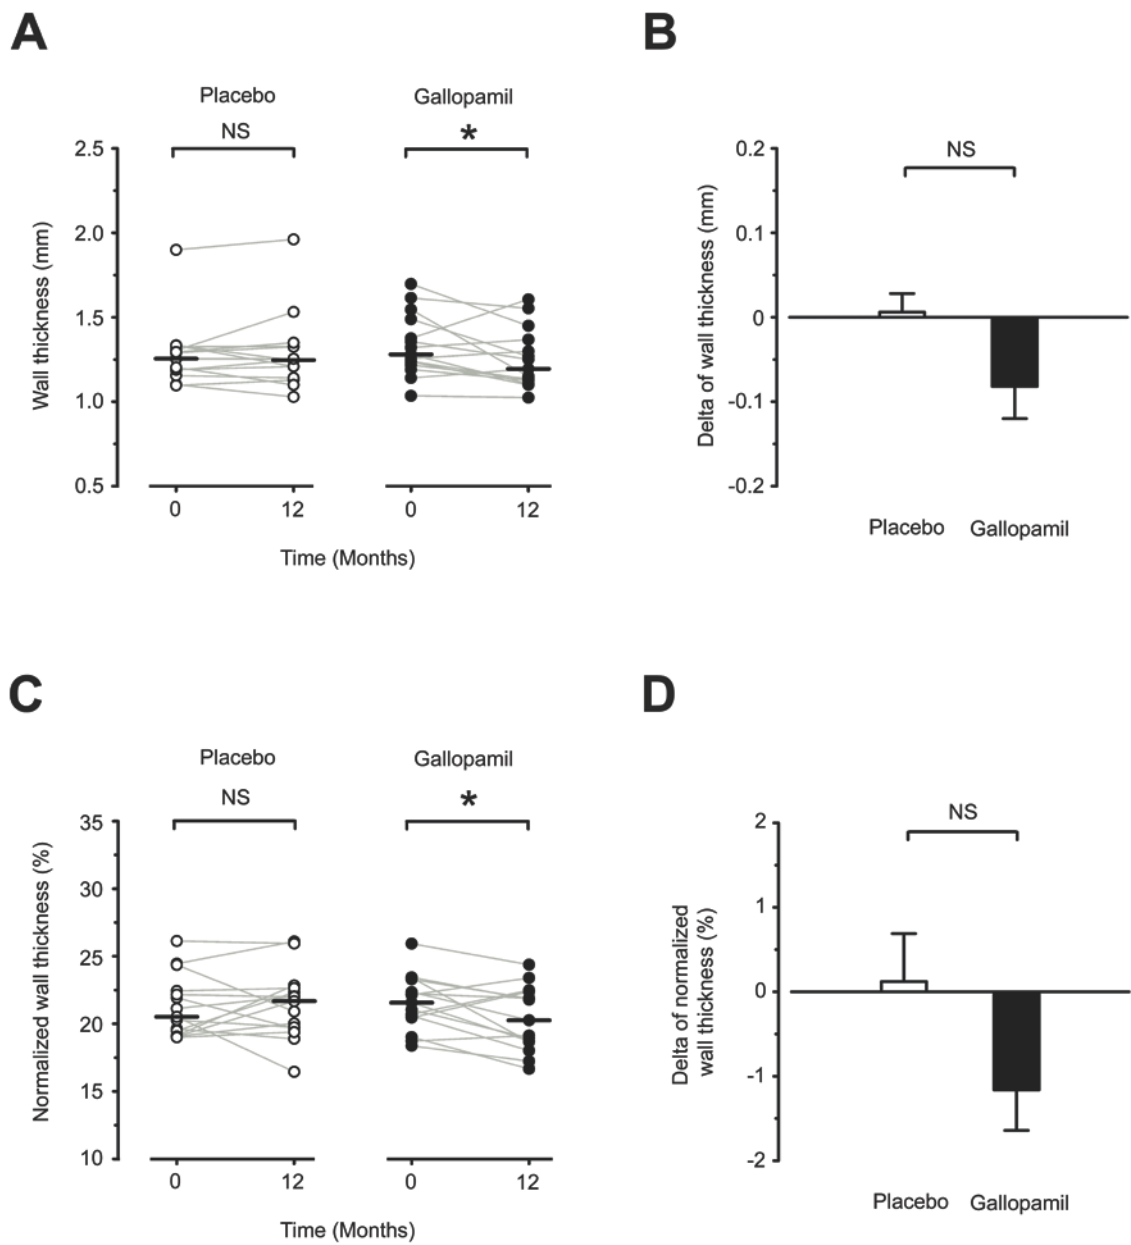 A
Placebo
Gallopamil
NS
*
Wall thickness (mm)
2.5
2.0
1.5
1.0
0.5
0
12
0
12
Time (Months)
B
NS
Delta of wall thickness (mm)
0.2
0.1
0
-0.1
-0.2
Placebo
Gallopamil
C
Placebo
Gallopamil
NS
*
Normalized wall thickness (%)
35
30
25
20
15
10
0
12
0
12
Time (Months)
D
NS
Delta of normalized
wall thickness (%)
2
1
0
-1
-2
Placebo
Gallopamil